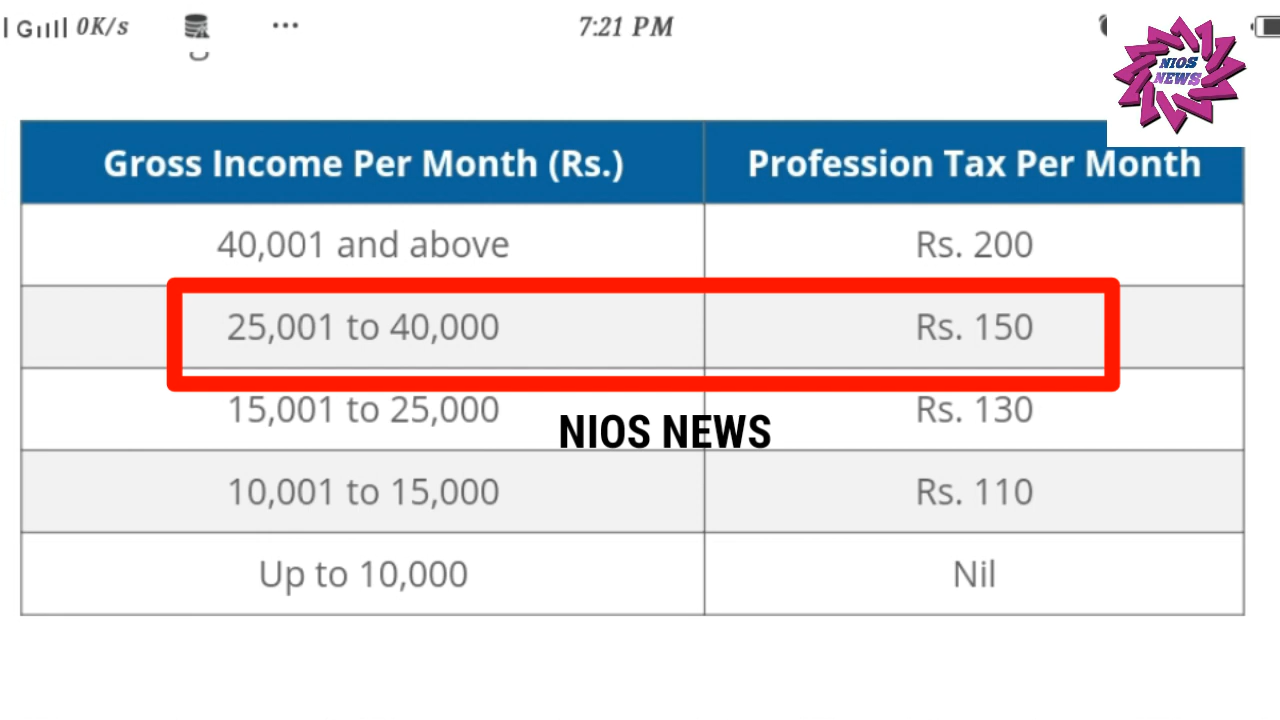 0K/s ... 7:21 PM
NIOS
NEWS
Gross Income Per Month (Rs.) Profession Tax Per Month
40,001 and above Rs. 200
25,001 to 40,000 Rs. 150
15,001 to 25,000 Rs. 130
NIOS NEWS
10,001 to 15,000 Rs. 110
Up to 10,000 Nil